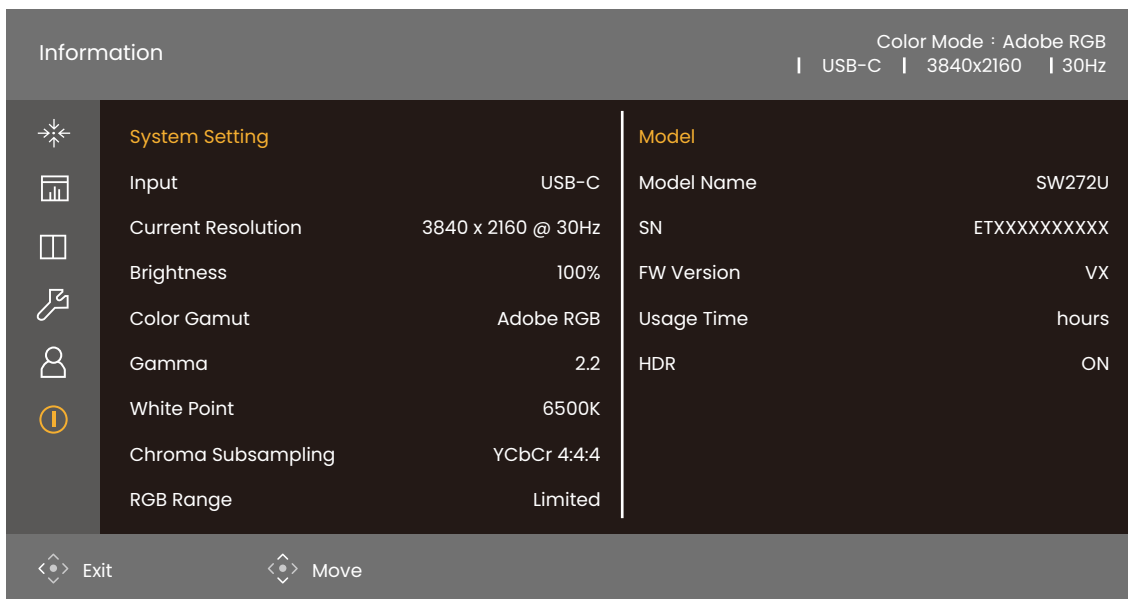 Information
Color Mode : Adobe RGB
| USB-C | 3840x2160 | 30Hz
System Setting
Input USB-C
Current Resolution 3840 x 2160 @ 30Hz
Brightness 100%
Color Gamut Adobe RGB
Gamma 2.2
White Point 6500K
Chroma Subsampling YCbCr 4:4:4
RGB Range Limited
Model
Model Name SW272U
SN ETXXXXXXXXXX
FW Version VX
Usage Time hours
HDR ON
Exit Move